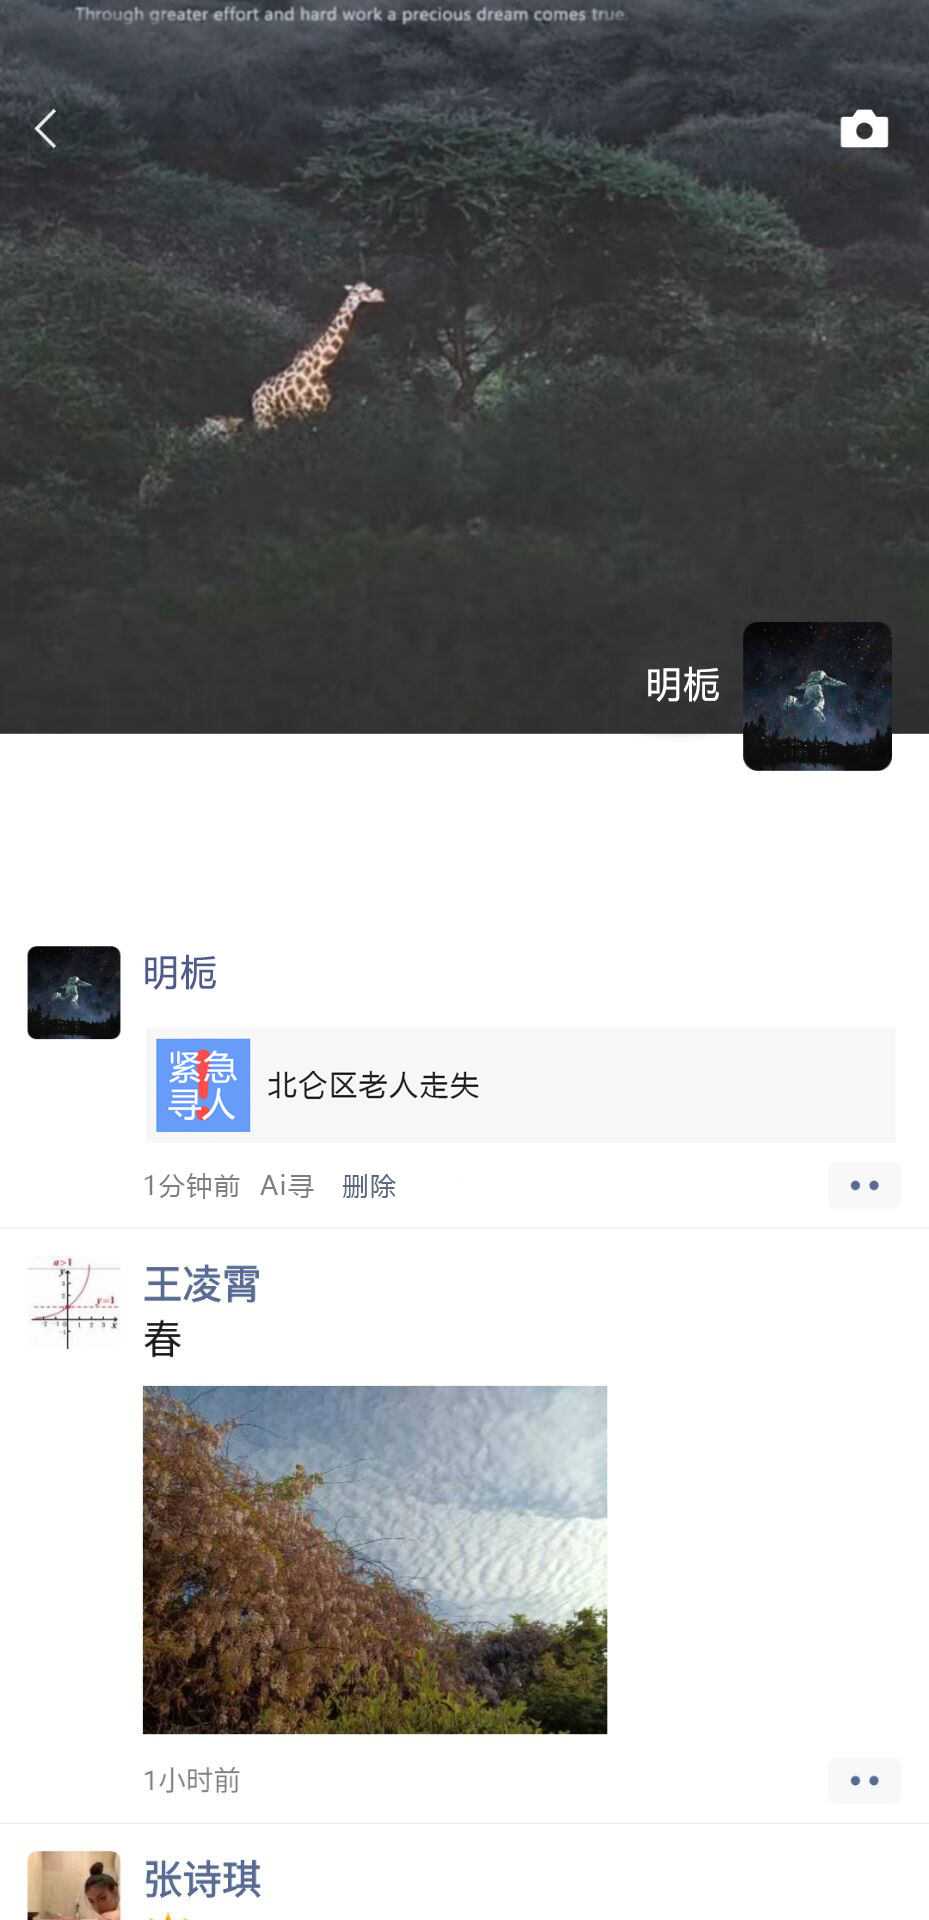 Through greater effort and hard work a precious dream comes true.
明栀
明栀
紧急
寻人
北仑区老人走失
1分钟前 Ai寻 删除
王凌霄
春
a>1
y=1
1小时前
张诗琪